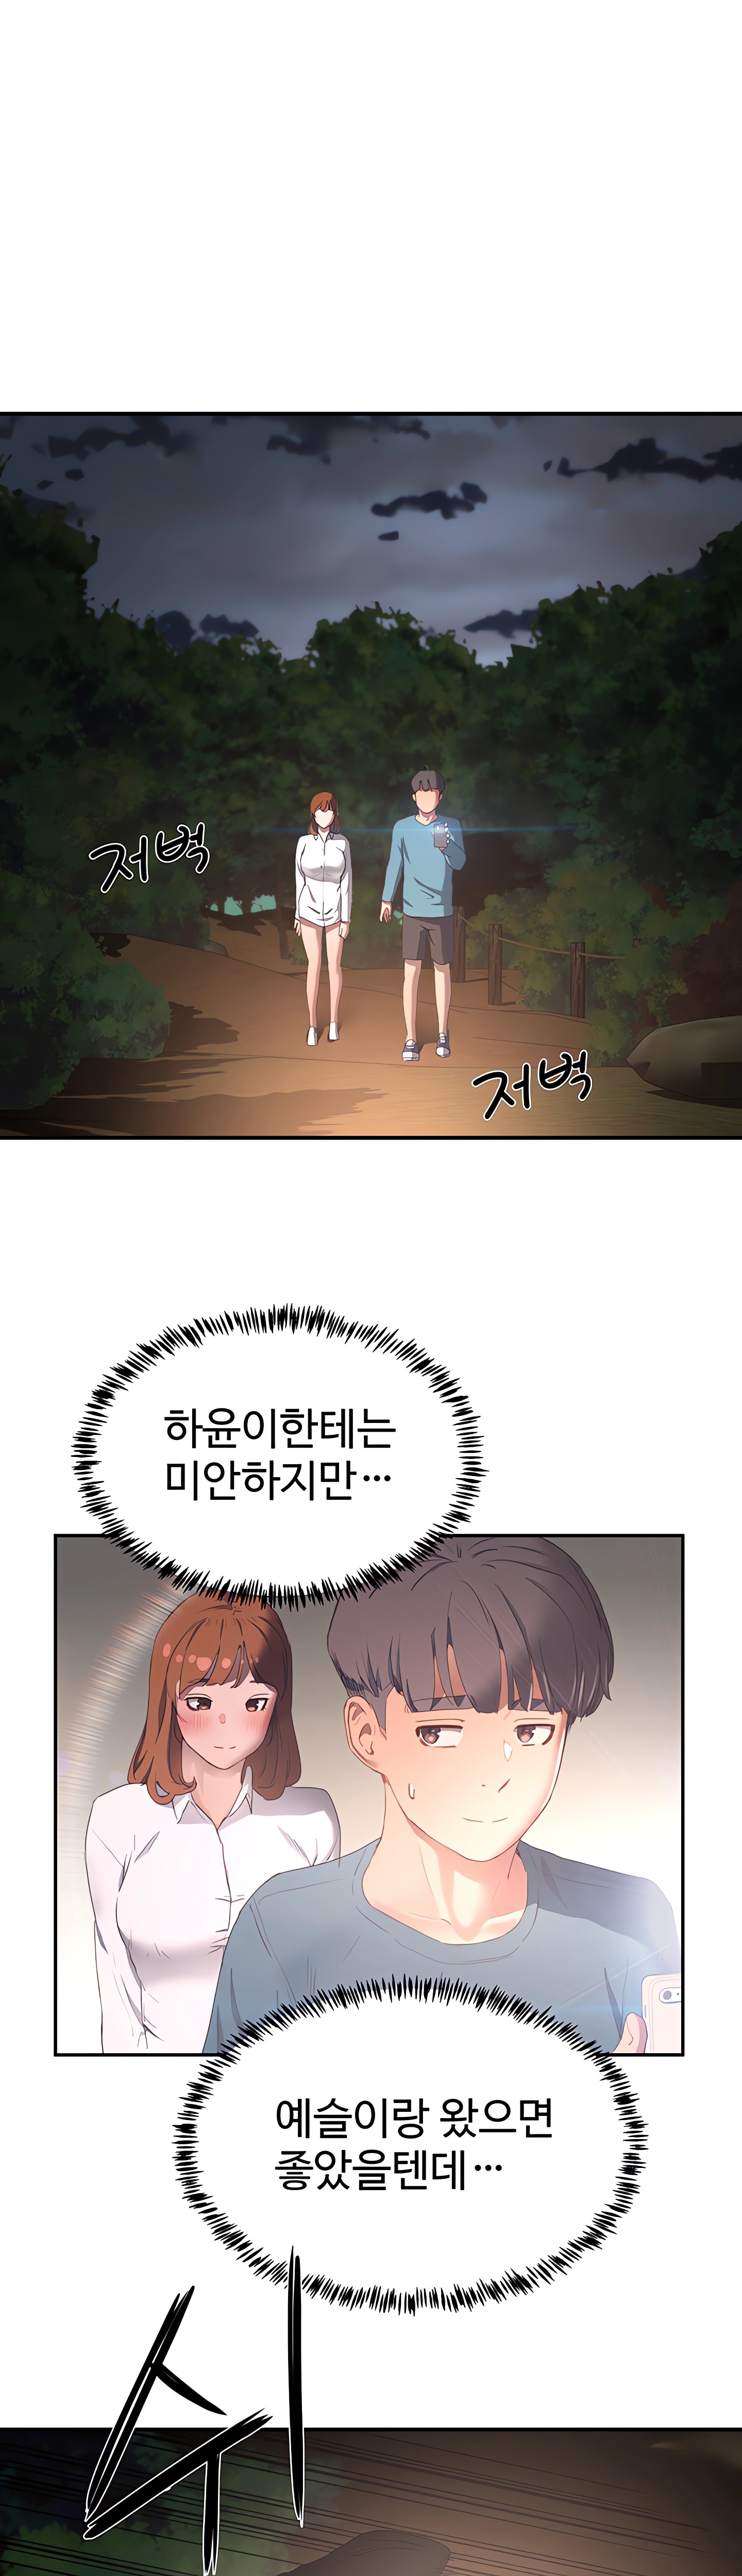 저벅
저벅
하윤이한테는
미안하지만…
예슬이랑 왔으면
좋았을텐데…
쉬